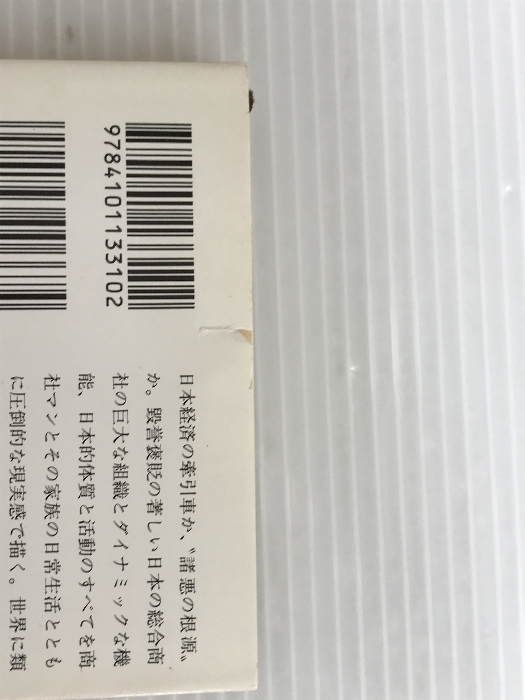 9784101133102
日本経済の牽引車か、〝諸悪の根源〟
か。毀誉褒貶の著しい日本の総合商
社の巨大な組織とダイナミックな機
能、日本的体質と活動のすべてを商
社マンとその家族の日常生活ととも
に圧倒的な現実感で描く。世界に類